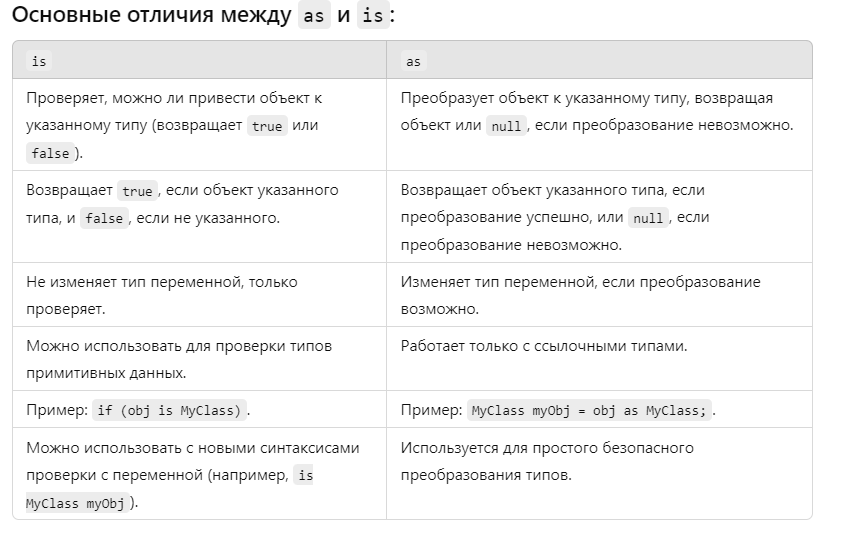 Основные отличия между as и is:
is
as
Проверяет, можно ли привести объект к
указанному типу (возвращает true или
false ).
Преобразует объект к указанному типу, возвращая
объект или null , если преобразование невозможно.
Возвращает true , если объект указанного
типа, и false , если не указанного.
Возвращает объект указанного типа, если
преобразование успешно, или null , если
преобразование невозможно.
Не изменяет тип переменной, только
проверяет.
Изменяет тип переменной, если преобразование
возможно.
Можно использовать для проверки типов
примитивных данных.
Работает только с ссылочными типами.
Пример: if (obj is MyClass) .
Пример: MyClass myObj = obj as MyClass; .
Можно использовать с новыми синтаксисами
проверки с переменной (например, is
MyClass myObj ).
Используется для простого безопасного
преобразования типов.